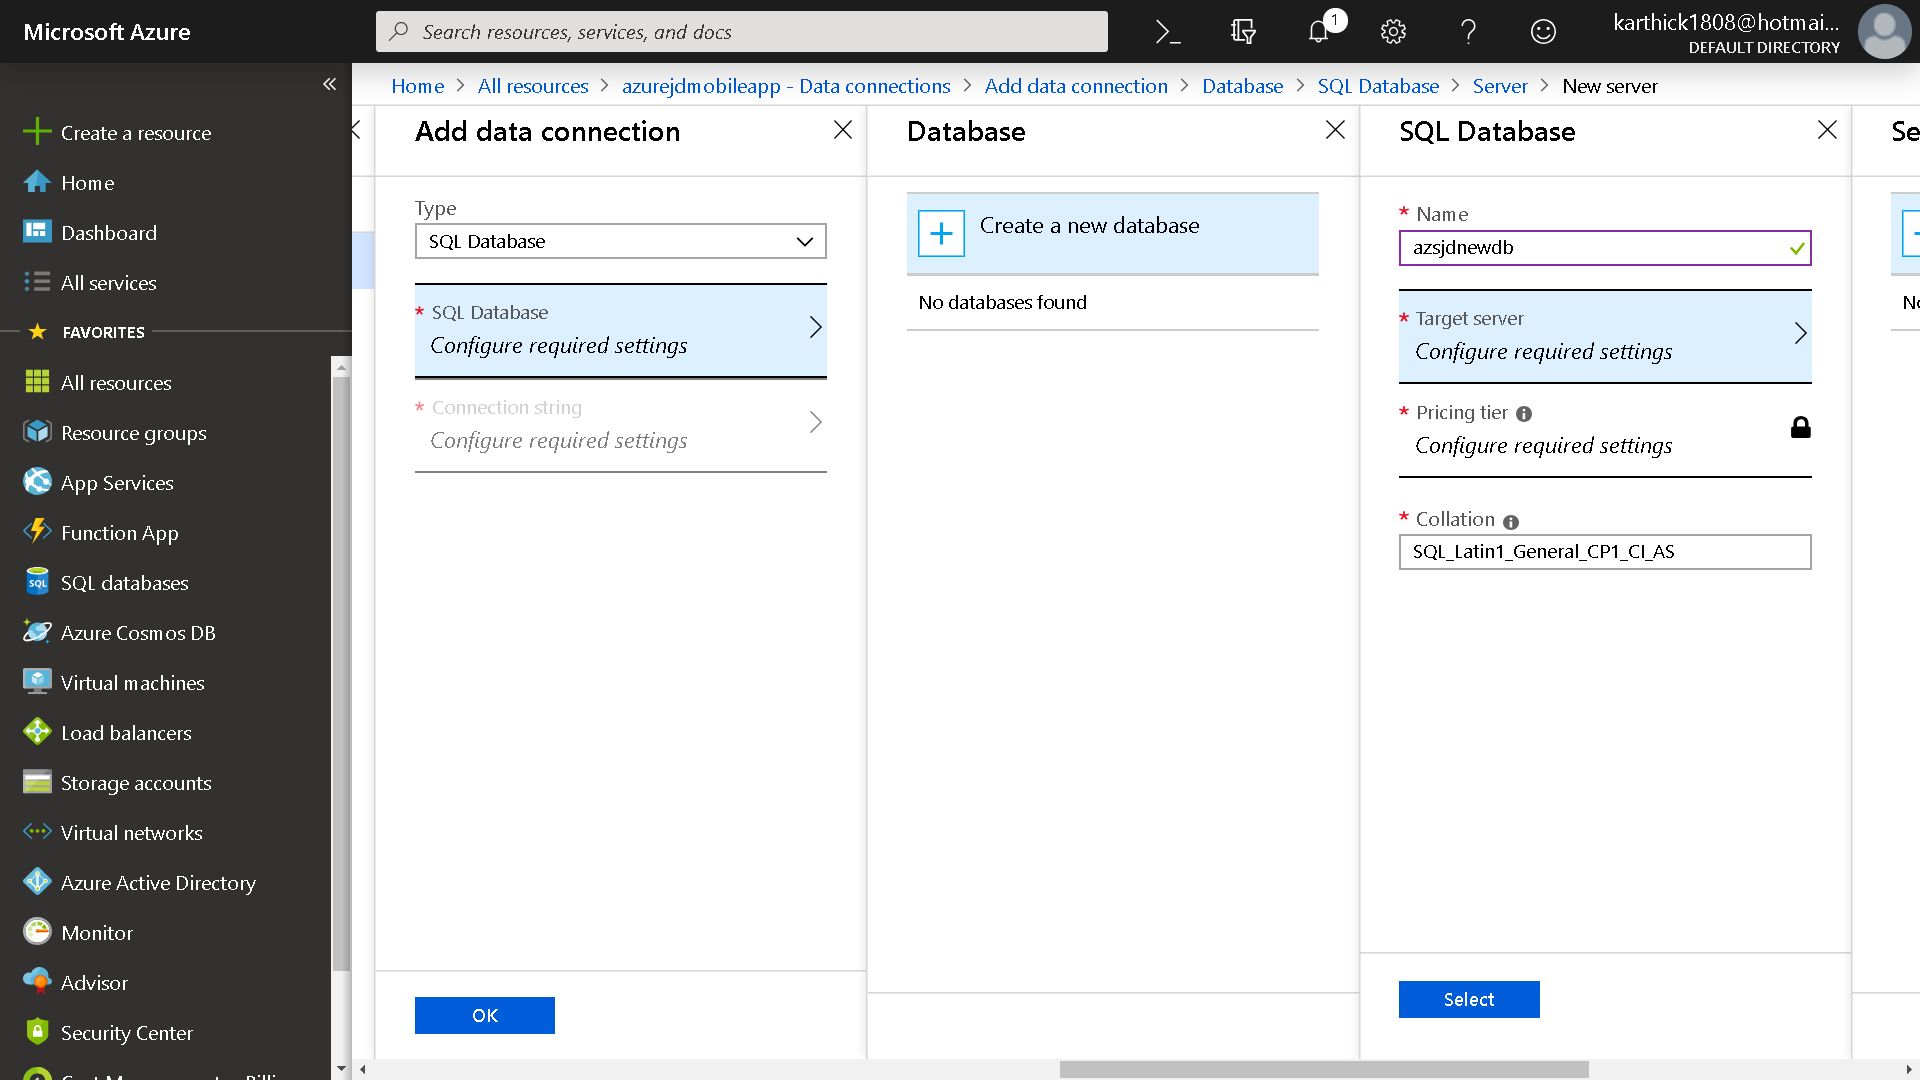 Microsoft Azure
Search resources, services, and docs
1
karthick1808@hotmai...
DEFAULT DIRECTORY
Home > All resources > azurejdmobileapp - Data connections > Add data connection > Database > SQL Database > Server > New server
Create a resource
Home
Dashboard
All services
FAVORITES
All resources
Resource groups
App Services
Function App
SQL databases
SQL
Azure Cosmos DB
Virtual machines
Load balancers
Storage accounts
Virtual networks
Azure Active Directory
Monitor
Advisor
Security Center
Add data connection
Type
SQL Database
* SQL Database
Configure required settings
* Connection string
Configure required settings
OK
Database
Create a new database
No databases found
SQL Database
* Name
azsjdnewdb
* Target server
Configure required settings
* Pricing tier
Configure required settings
* Collation
SQL_Latin1_General_CP1_CI_AS
Select
Se